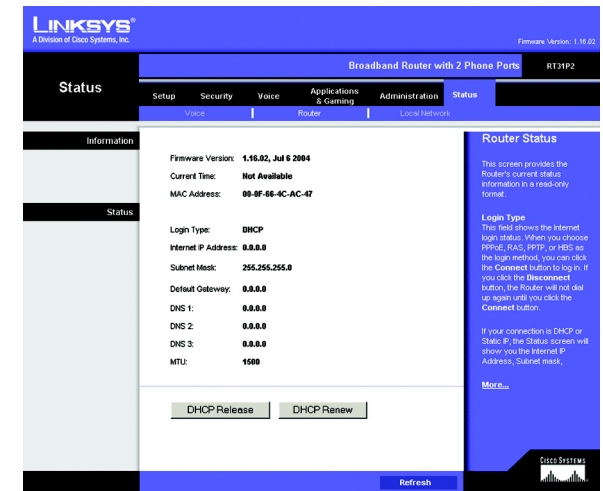 LINKSYS®
A Division of Cisco Systems, Inc.
Firmware Version: 1.16.02
Broadband Router with 2 Phone Ports RT31P2
Status
Setup Security Voice Applications & Gaming Administration Status
Voice Router Local Network
Information
Firmware Version: 1.16.02, Jul 6 2004
Current Time: Not Available
MAC Address: 00-0F-66-4C-AC-47
Status
Login Type: DHCP
Internet IP Address: 0.0.0.0
Subnet Mask: 255.255.255.0
Default Gateway: 0.0.0.0
DNS 1: 0.0.0.0
DNS 2: 0.0.0.0
DNS 3: 0.0.0.0
MTU: 1500
DHCP Release DHCP Renew
Router Status
This screen provides the
Router's current status
information in a read-only
format.
Login Type
This field shows the Internet
login status. When you choose
PPPoE, RAS, PPTP, or HBS as
the login method, you can click
the Connect button to log in. If
you click the Disconnect
button, the Router will not dial
up again until you click the
Connect button.
If your connection is DHCP or
Static IP, the Status screen will
show you the Internet IP
Address, Subnet mask,
More...
Refresh
CISCO SYSTEMS